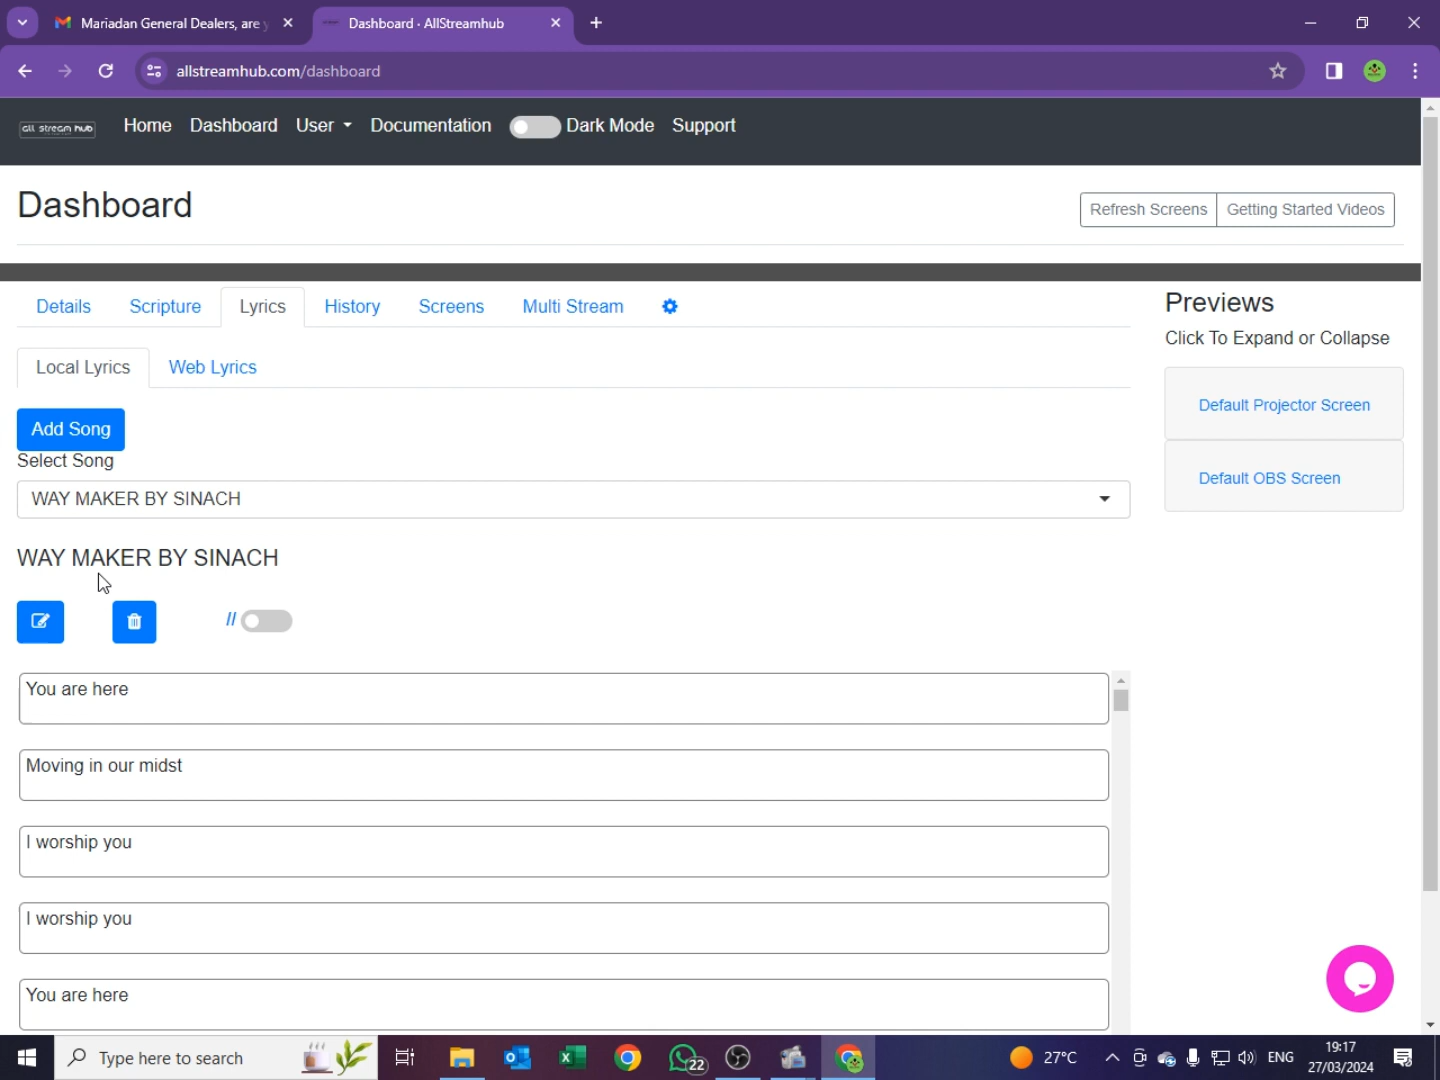 Mariadan General Dealers, are y
Dashboard · AllStreamhub
allstreamhub.com/dashboard
all stream hub
Home
Dashboard
User
Documentation
Dark Mode
Support
Dashboard
Refresh Screens
Getting Started Videos
Details
Scripture
Lyrics
History
Screens
Multi Stream
Previews
Click To Expand or Collapse
Local Lyrics
Web Lyrics
Default Projector Screen
Default OBS Screen
Add Song
Select Song
WAY MAKER BY SINACH
WAY MAKER BY SINACH
//
You are here
Moving in our midst
I worship you
I worship you
You are here
Type here to search
22
27°C
ENG
19:17
27/03/2024